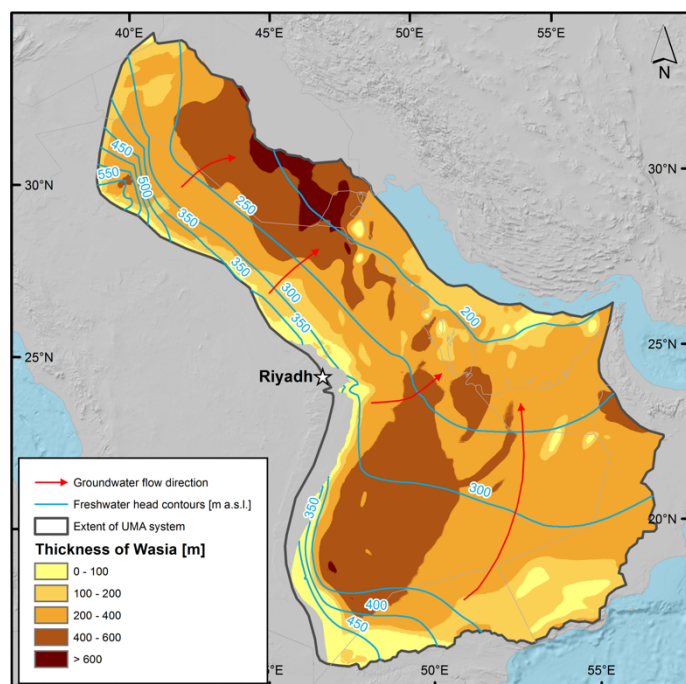 40°E
45°E
50°E
55°E
N
450
550
500
30°N
30°N
250
350
350
300
350
200
25°N
25°N
Riyadh
300
350
20°N
400
450
5°E
50°E
55°E
Groundwater flow direction
Freshwater head contours [m a.s.l.]
Extent of UMA system
Thickness of Wasia [m]
0 - 100
100 - 200
200 - 400
400 - 600
> 600